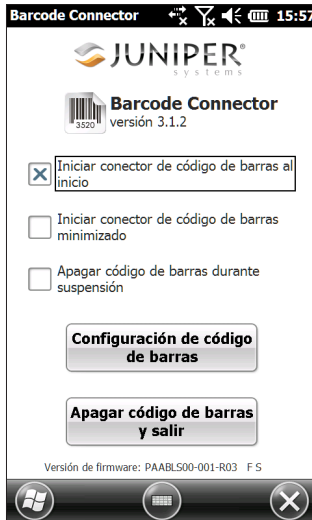 Barcode Connector 15:57
JUNIPER®
systems
3520
Barcode Connector
versión 3.1.2
Iniciar conector de código de barras al
inicio
Iniciar conector de código de barras
minimizado
Apagar código de barras durante
suspensión
Configuración de código
de barras
Apagar código de barras
y salir
Versión de firmware: PAABLS00-001-R03 F S